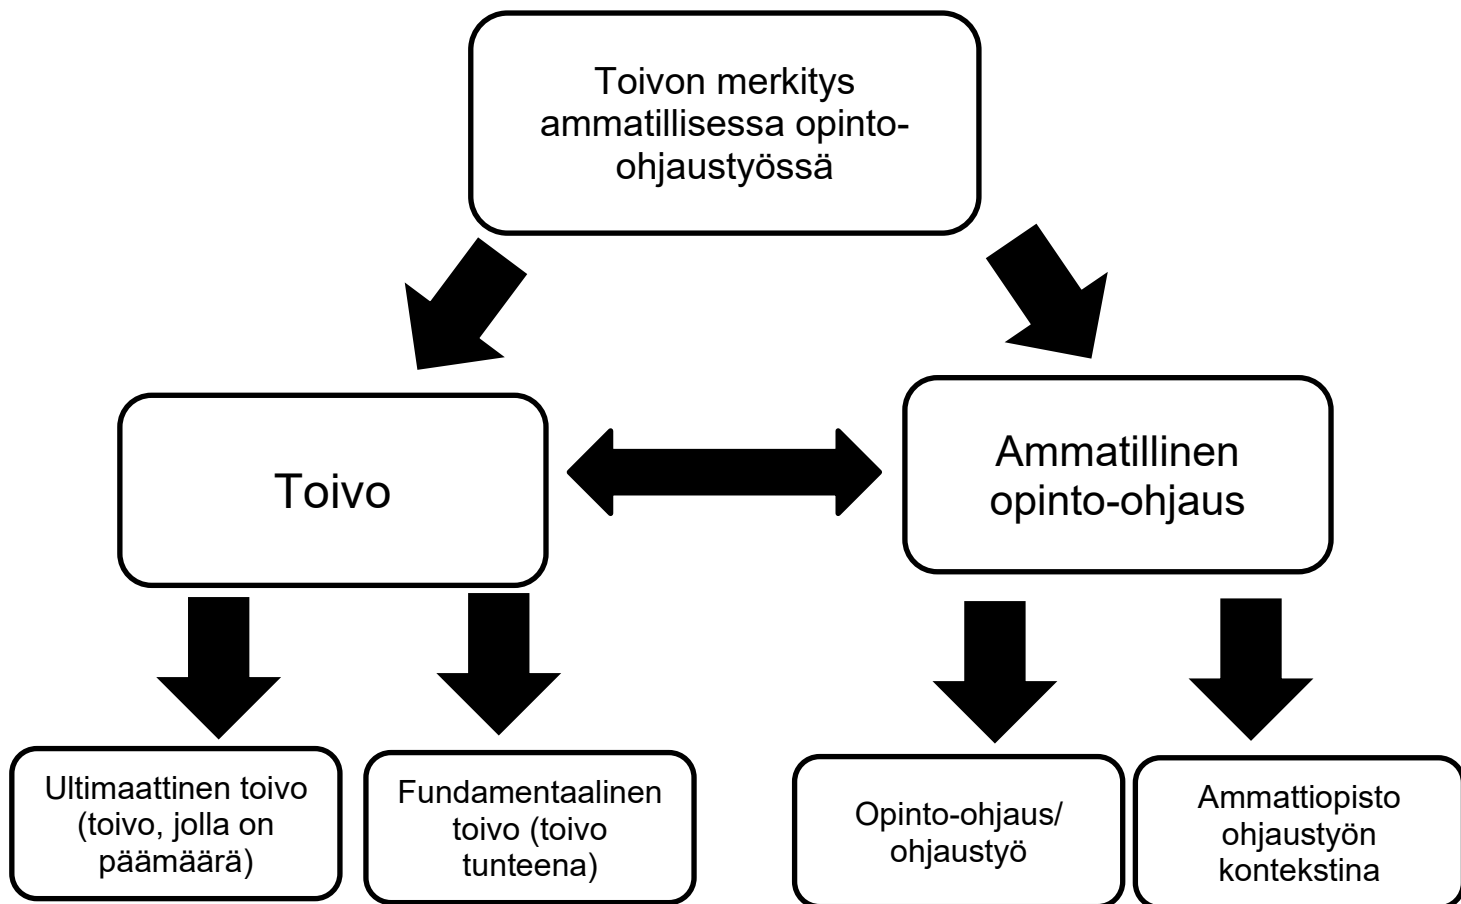 Toivon merkitys
ammatillisessa opinto-
ohjaustyössä
Toivo
Ammatillinen
opinto-ohjaus
Ultimaattinen toivo
(toivo, jolla on
päämäärä)
Fundamentaalinen
toivo (toivo
tunteena)
Opinto-ohjaus/
ohjaustyö
Ammattiopisto
ohjaustyön
kontekstina